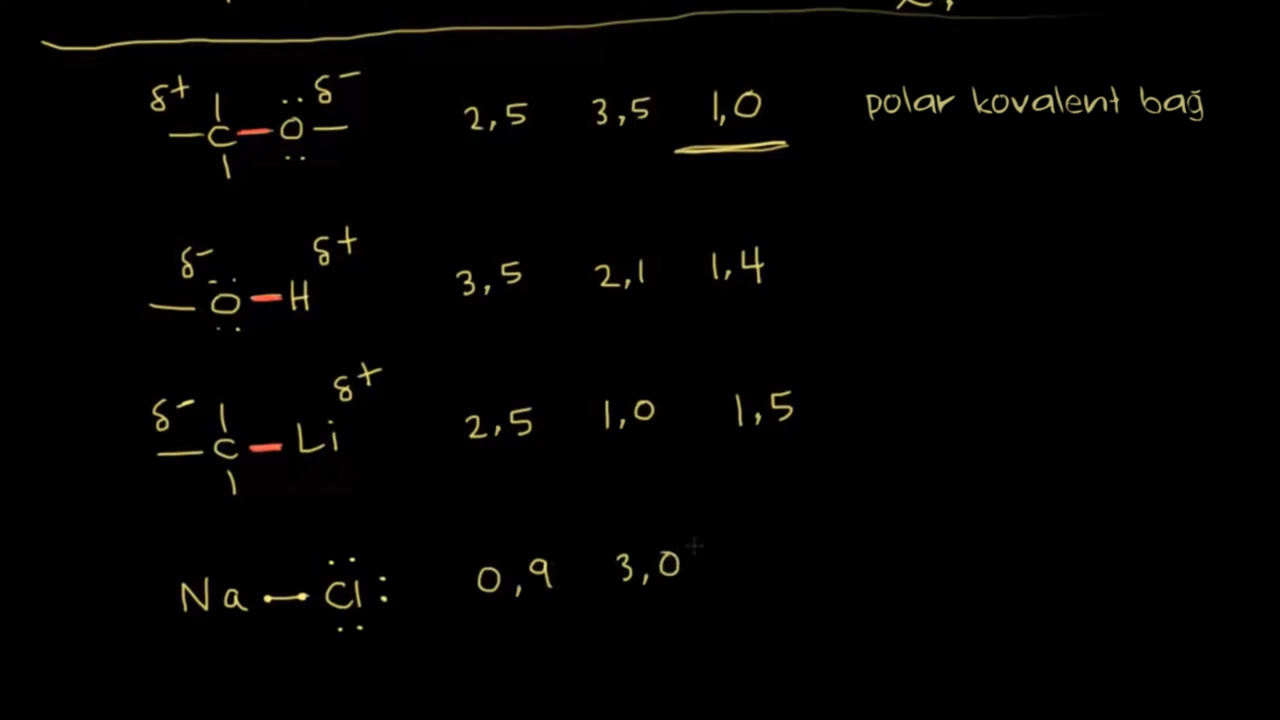 δ+ δ-
C O 2,5 3,5 1,0 polar kovalent bağ
δ- δ+
O H 3,5 2,1 1,4
δ- δ+
C Li 2,5 1,0 1,5
Na Cl 0,9 3,0